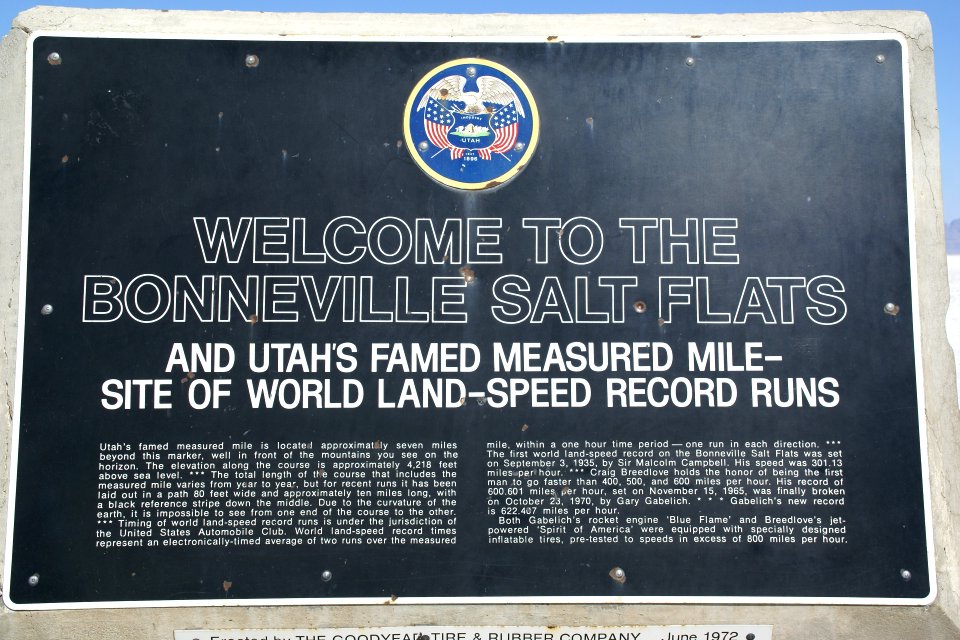 INDUSTRY
UTAH
1847
1896
WELCOME TO THE
BONNEVILLE SALT FLATS
AND UTAH'S FAMED MEASURED MILE–
SITE OF WORLD LAND–SPEED RECORD RUNS
Utah's famed measured mile is located approximately seven miles
beyond this marker, well in front of the mountains you see on the
horizon. The elevation along the course is approximately 4,218 feet
above sea level. *** The total length of the course that includes the
measured mile varies from year to year, but for recent runs it has been
laid out in a path 80 feet wide and approximately ten miles long, with
a black reference stripe down the middle. Due to the curvature of the
earth, it is impossible to see from one end of the course to the other.
*** Timing of world land-speed record runs is under the jurisdiction of
the United States Automobile Club. World land-speed record times
represent an electronically-timed average of two runs over the measured
mile, within a one hour time period — one run in each direction. ***
The first world land-speed record on the Bonneville Salt Flats was set
on September 3, 1935, by Sir Malcolm Campbell. His speed was 301.13
miles per hour. *** Craig Breedlove holds the honor of being the first
man to go faster than 400, 500, and 600 miles per hour. His record of
600.601 miles per hour, set on November 15, 1965, was finally broken
on October 23, 1970, by Gary Gabelich. * * * Gabelich's new record
is 622.407 miles per hour.
Both Gabelich's rocket engine 'Blue Flame' and Breedlove's jet-
powered 'Spirit of America' were equipped with specially designed
inflatable tires, pre-tested to speeds in excess of 800 miles per hour.
Erected by THE GOODYEAR TIRE & RUBBER COMPANY June 1972